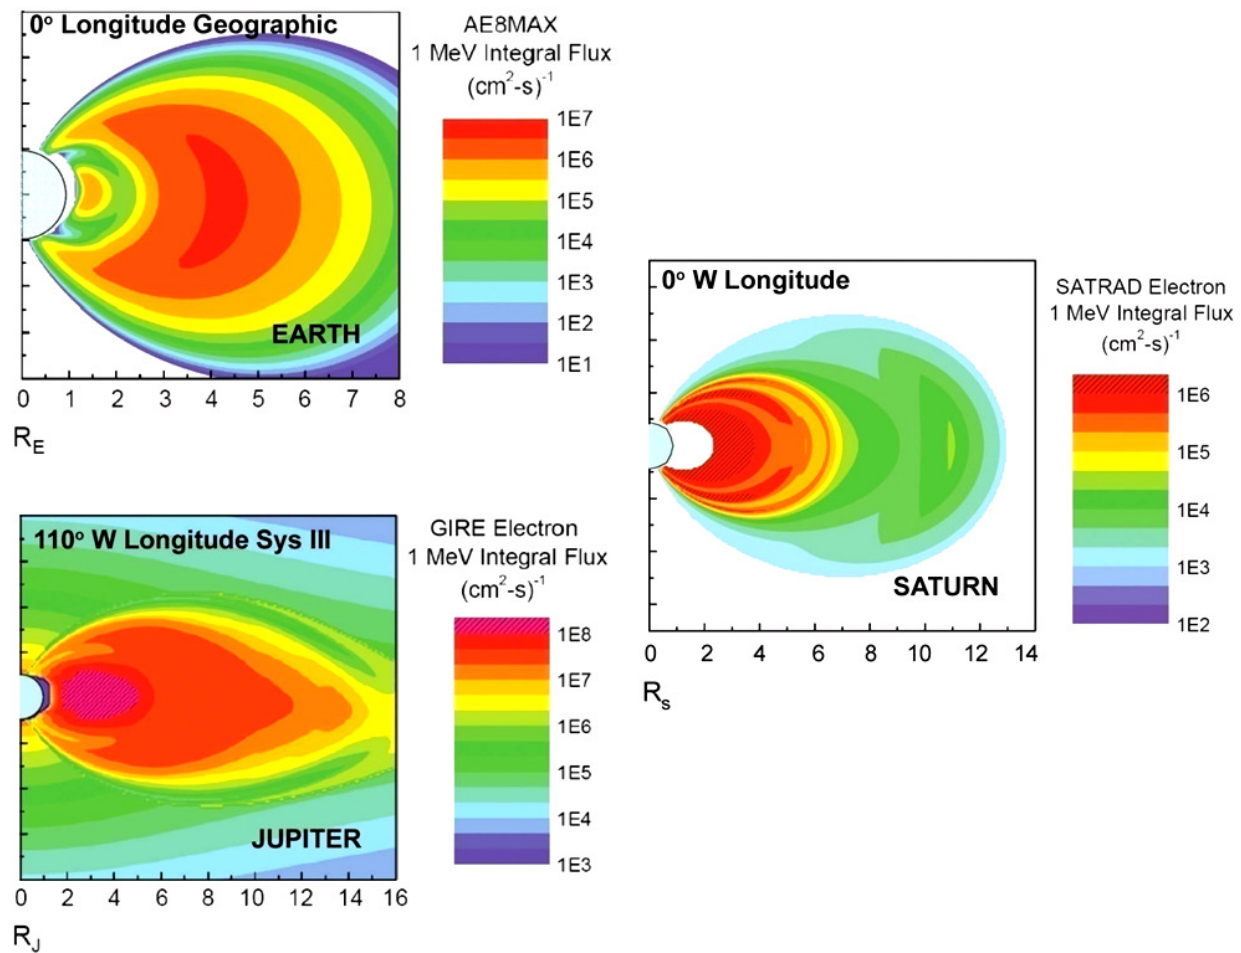 0° Longitude Geographic
EARTH
0 1 2 3 4 5 6 7 8
R_E
AE8MAX
1 MeV Integral Flux
(cm²-s)⁻¹
1E7
1E6
1E5
1E4
1E3
1E2
1E1
0° W Longitude
SATURN
0 2 4 6 8 10 12 14
R_s
SATRAD Electron
1 MeV Integral Flux
(cm²-s)⁻¹
1E6
1E5
1E4
1E3
1E2
110° W Longitude Sys III
JUPITER
0 2 4 6 8 10 12 14 16
R_J
GIRE Electron
1 MeV Integral Flux
(cm²-s)⁻¹
1E8
1E7
1E6
1E5
1E4
1E3